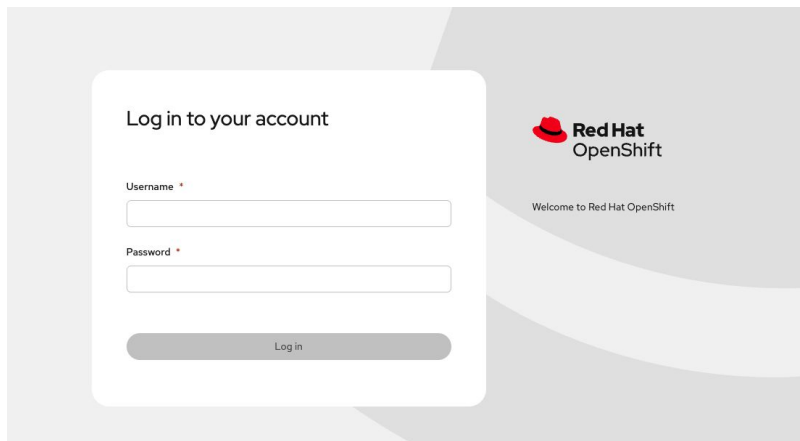 Log in to your account
Username *
Password *
Log in
Red Hat
OpenShift
Welcome to Red Hat OpenShift